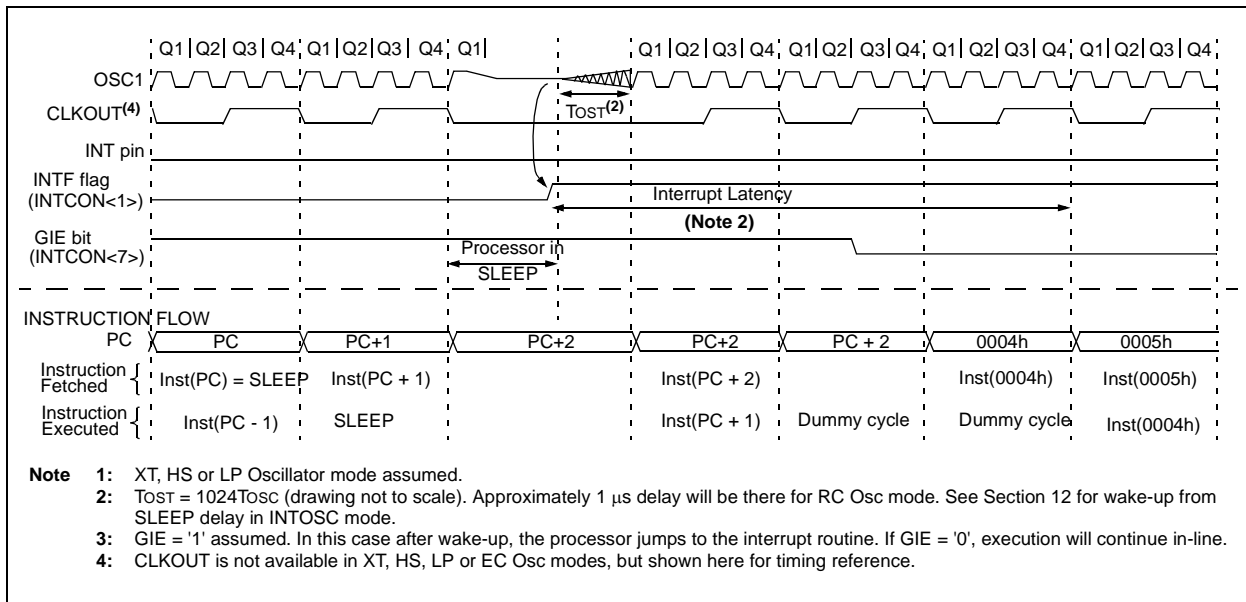 Q1 Q2 Q3 Q4 Q1 Q2 Q3 Q4 Q1 Q1 Q2 Q3 Q4 Q1 Q2 Q3 Q4 Q1 Q2 Q3 Q4 Q1 Q2 Q3 Q4
OSC1
TOST(2)
CLKOUT(4)
INT pin
INTF flag
(INTCON<1>)
Interrupt Latency
(Note 2)
GIE bit
(INTCON<7>)
Processor in
SLEEP
INSTRUCTION FLOW
PC PC PC+1 PC+2 PC+2 PC + 2 0004h 0005h
Instruction
Fetched { Inst(PC) = SLEEP Inst(PC + 1) Inst(PC + 2) Inst(0004h) Inst(0005h)
Instruction
Executed { Inst(PC - 1) SLEEP Inst(PC + 1) Dummy cycle Dummy cycle Inst(0004h)
Note 1: XT, HS or LP Oscillator mode assumed.
2: TOST = 1024TOSC (drawing not to scale). Approximately 1 µs delay will be there for RC Osc mode. See Section 12 for wake-up from
SLEEP delay in INTOSC mode.
3: GIE = '1' assumed. In this case after wake-up, the processor jumps to the interrupt routine. If GIE = '0', execution will continue in-line.
4: CLKOUT is not available in XT, HS, LP or EC Osc modes, but shown here for timing reference.